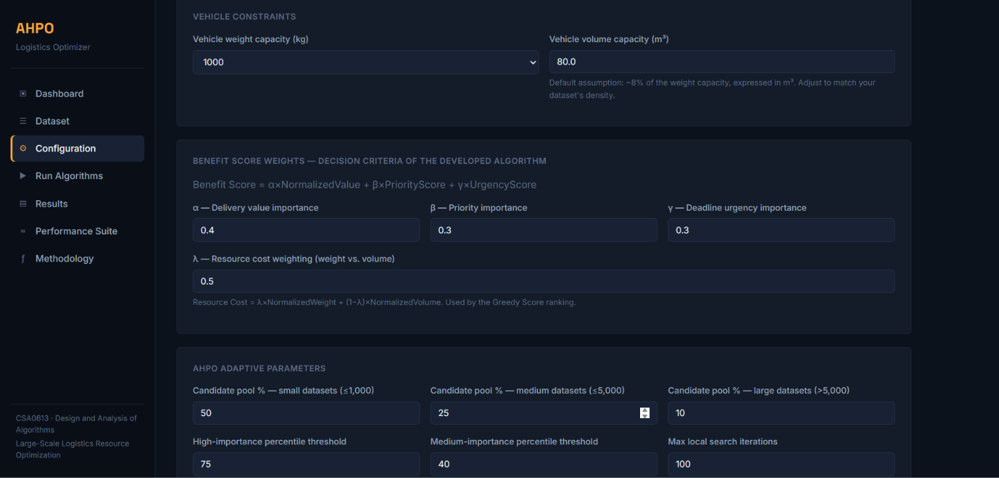 AHPO
Logistics Optimizer
Dashboard
Dataset
Configuration
Run Algorithms
Results
Performance Suite
Methodology
CSA0613 · Design and Analysis of
Algorithms
Large-Scale Logistics Resource
Optimization
VEHICLE CONSTRAINTS
Vehicle weight capacity (kg)
1000
Vehicle volume capacity (m³)
80.0
Default assumption: ~8% of the weight capacity, expressed in m³. Adjust to match your
dataset's density.
BENEFIT SCORE WEIGHTS — DECISION CRITERIA OF THE DEVELOPED ALGORITHM
Benefit Score = α×NormalizedValue + β×PriorityScore + γ×UrgencyScore
α — Delivery value importance
0.4
β — Priority importance
0.3
γ — Deadline urgency importance
0.3
λ — Resource cost weighting (weight vs. volume)
0.5
Resource Cost = λ×NormalizedWeight + (1−λ)×NormalizedVolume. Used by the Greedy Score ranking.
AHPO ADAPTIVE PARAMETERS
Candidate pool % — small datasets (≤1,000)
50
Candidate pool % — medium datasets (≤5,000)
25
Candidate pool % — large datasets (>5,000)
10
High-importance percentile threshold
75
Medium-importance percentile threshold
40
Max local search iterations
100